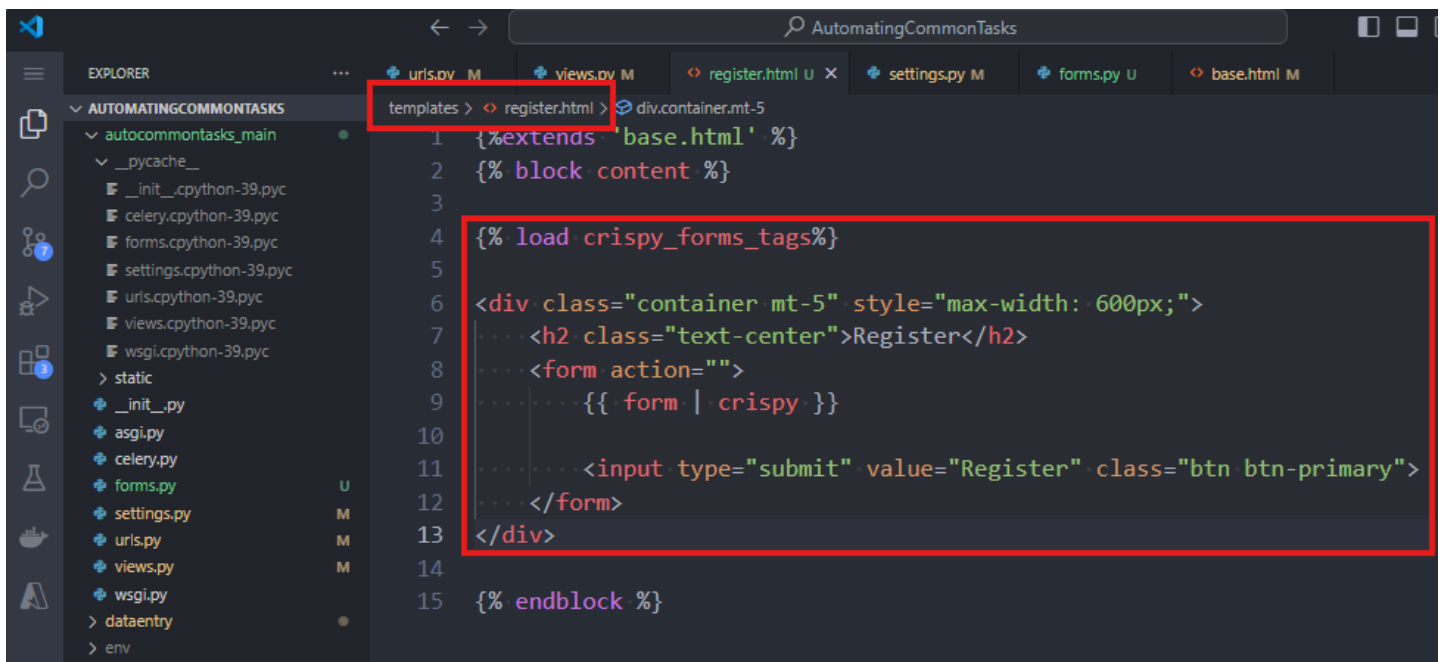 AutomatingCommonTasks
EXPLORER ...
urls.py M views.py M register.html U settings.py M forms.py U base.html M
AUTOMATINGCOMMONTASKS
templates > register.html > div.container.mt-5
autocommontasks_main
__pycache__
__init__.cpython-39.pyc
celery.cpython-39.pyc
forms.cpython-39.pyc
settings.cpython-39.pyc
urls.cpython-39.pyc
views.cpython-39.pyc
wsgi.cpython-39.pyc
> static
__init__.py
asgi.py
celery.py
forms.py U
settings.py M
urls.py M
views.py M
wsgi.py
> dataentry
> env
7
3
1 {%extends 'base.html' %}
2 {% block content %}
3
4 {% load crispy_forms_tags%}
5
6 <div class="container mt-5" style="max-width: 600px;">
7 <h2 class="text-center">Register</h2>
8 <form action="">
9 {{ form | crispy }}
10
11 <input type="submit" value="Register" class="btn btn-primary">
12 </form>
13 </div>
14
15 {% endblock %}